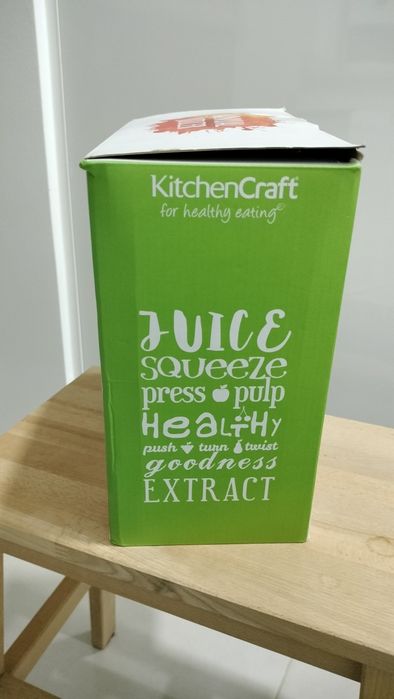 KitchenCraft®
for healthy eating©
JUICE
SQUEEZE
press pulp
HEALTHY
push turn twist
goodness
EXTRACT